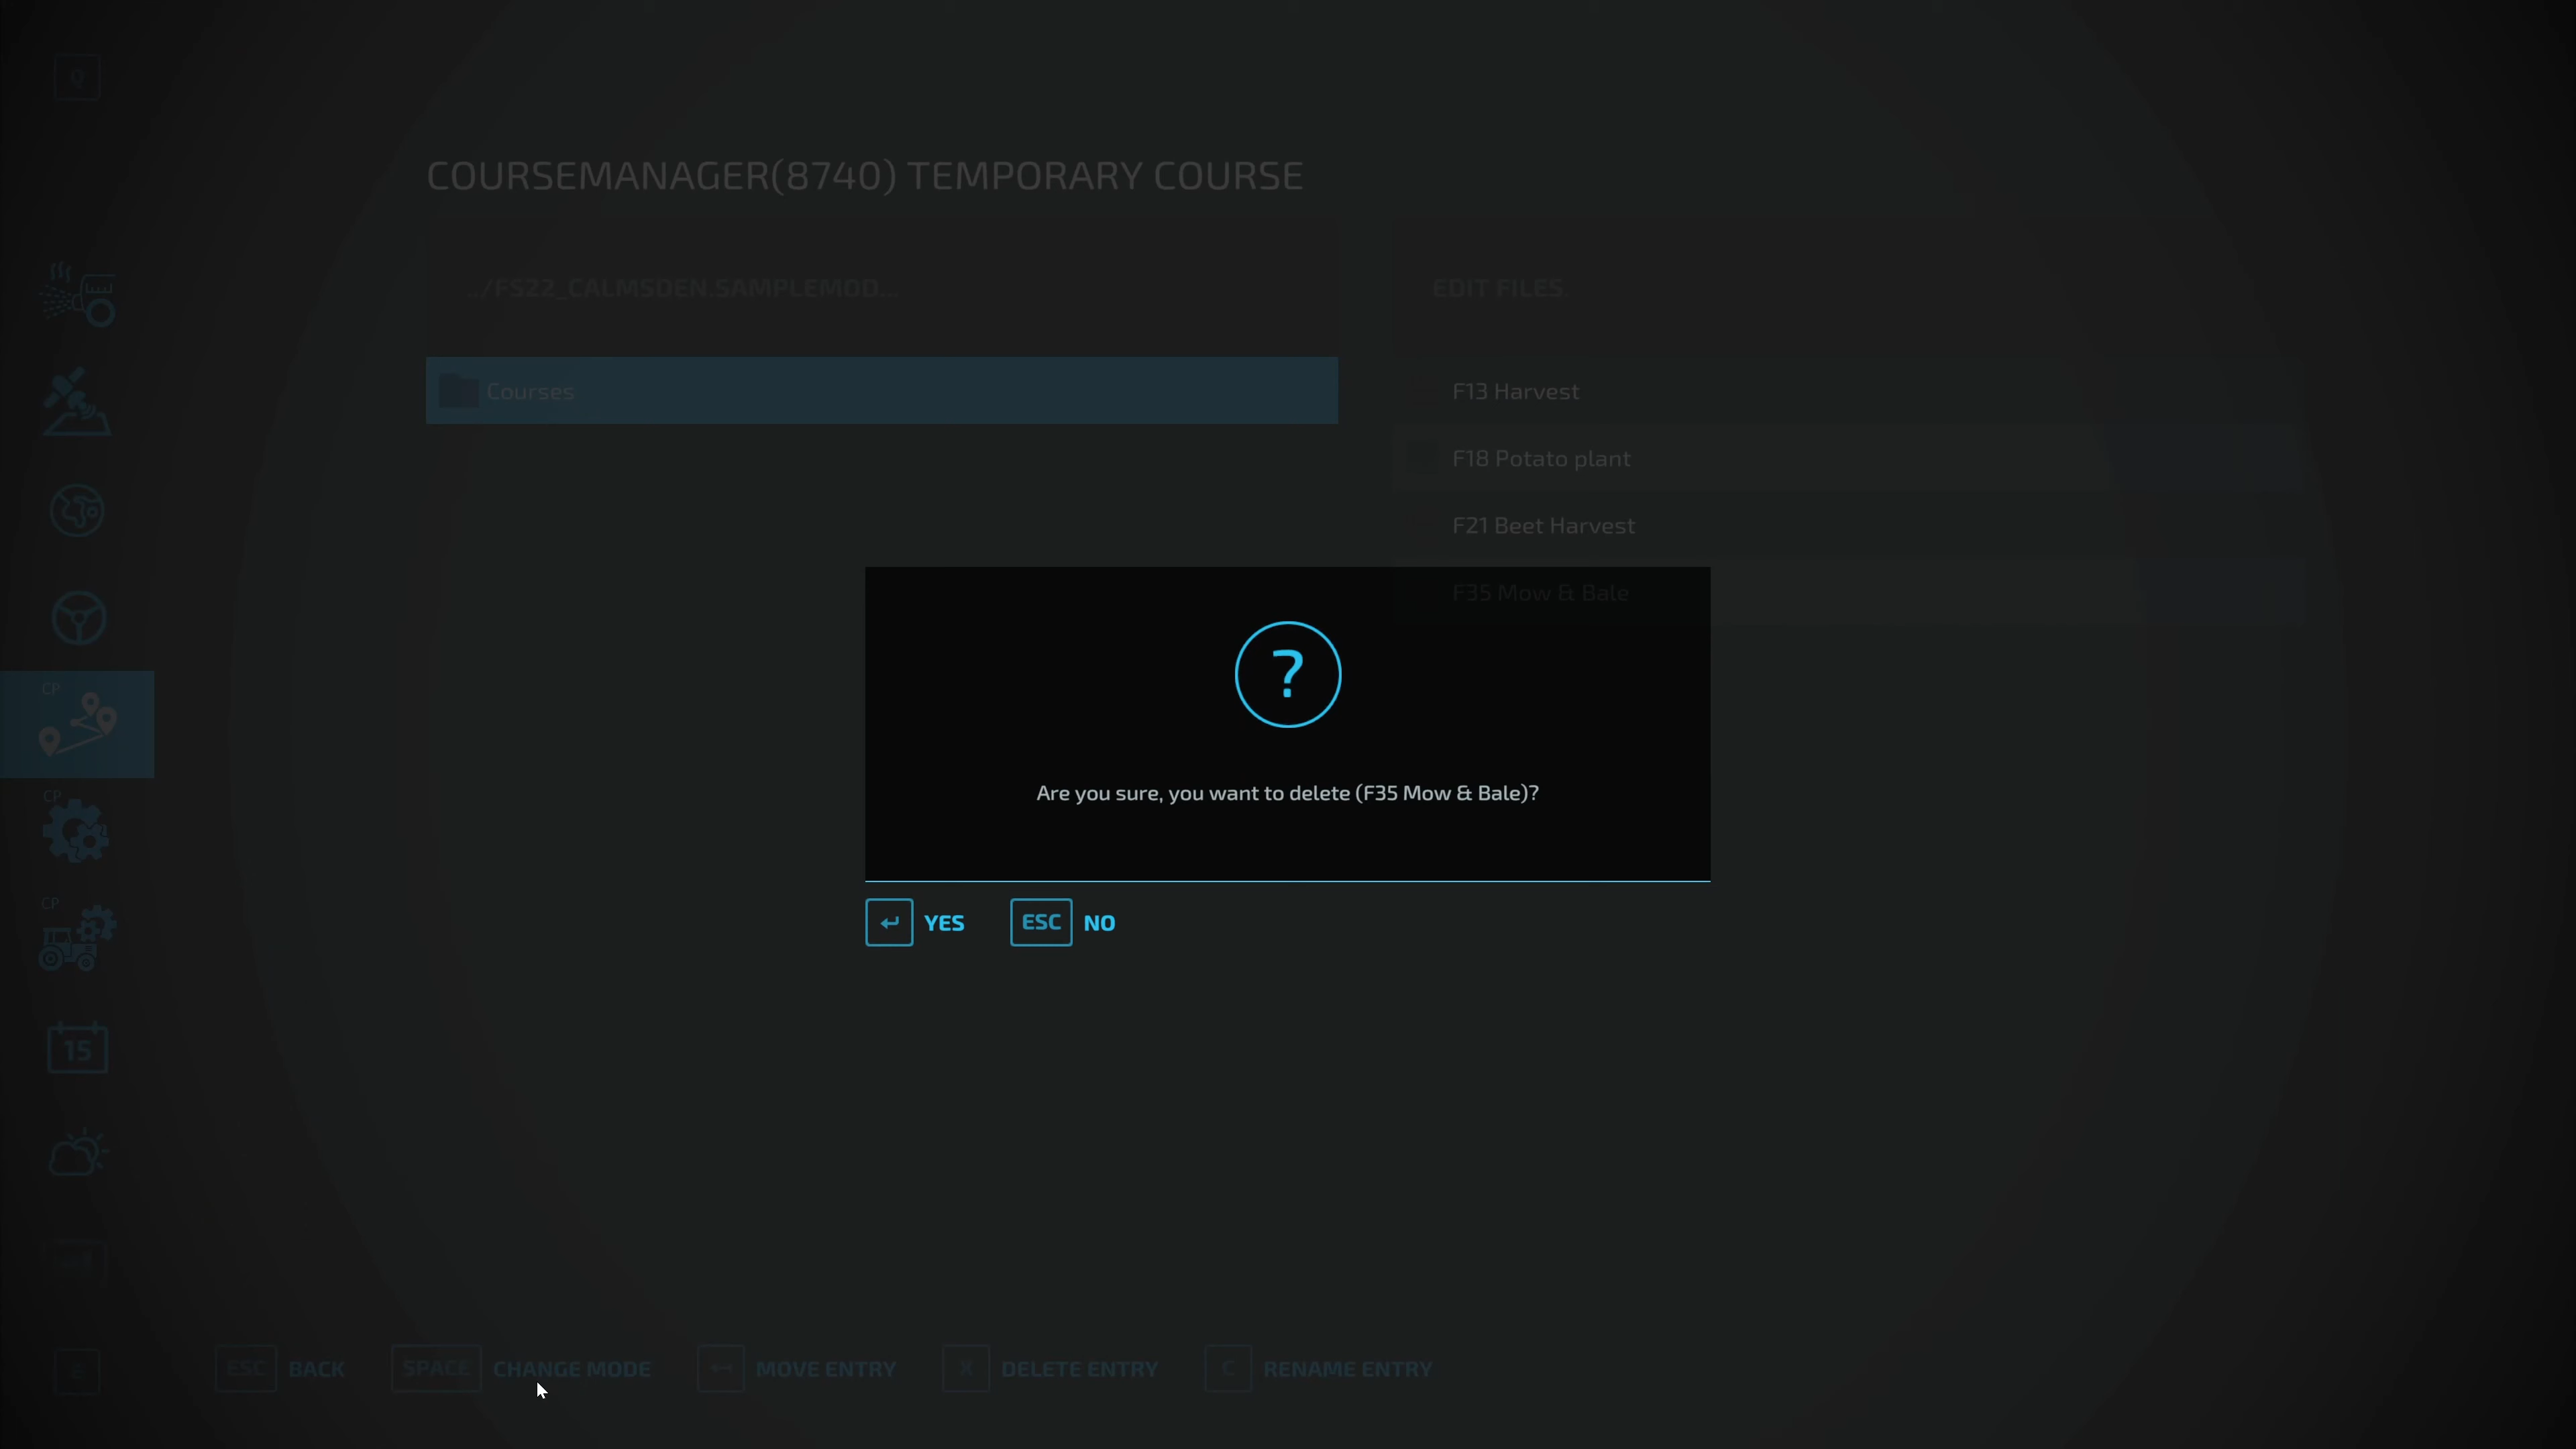 Q
COURSEMANAGER(8740) TEMPORARY COURSE
../FS22_CALMSDEN.SAMPLEMOD...
EDIT FILES.
Courses
F13 Harvest
F18 Potato plant
F21 Beet Harvest
F35 Mow & Bale
CP
CP
CP
15
?
Are you sure, you want to delete (F35 Mow & Bale)?
YES
ESC NO
ESC BACK
SPACE CHANGE MODE
MOVE ENTRY
X DELETE ENTRY
C RENAME ENTRY